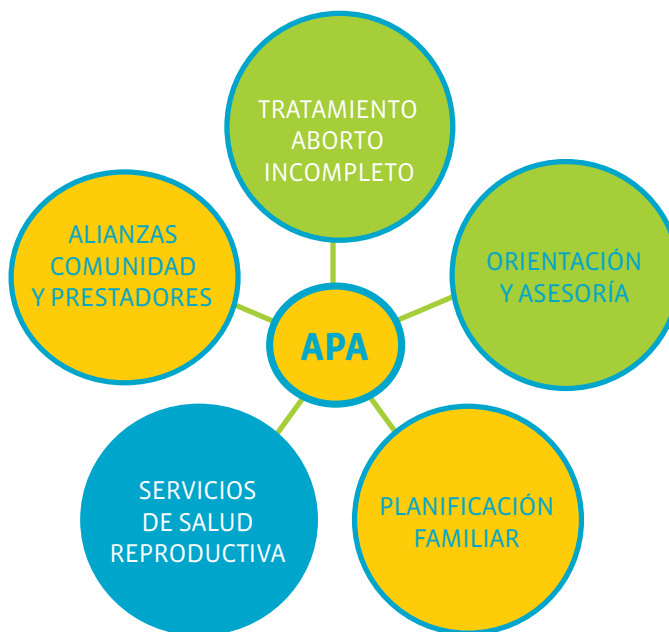 TRATAMIENTO
ABORTO
INCOMPLETO
ALIANZAS
COMUNIDAD
Y PRESTADORES
ORIENTACIÓN
Y ASESORÍA
APA
SERVICIOS
DE SALUD
REPRODUCTIVA
PLANIFICACIÓN
FAMILIAR